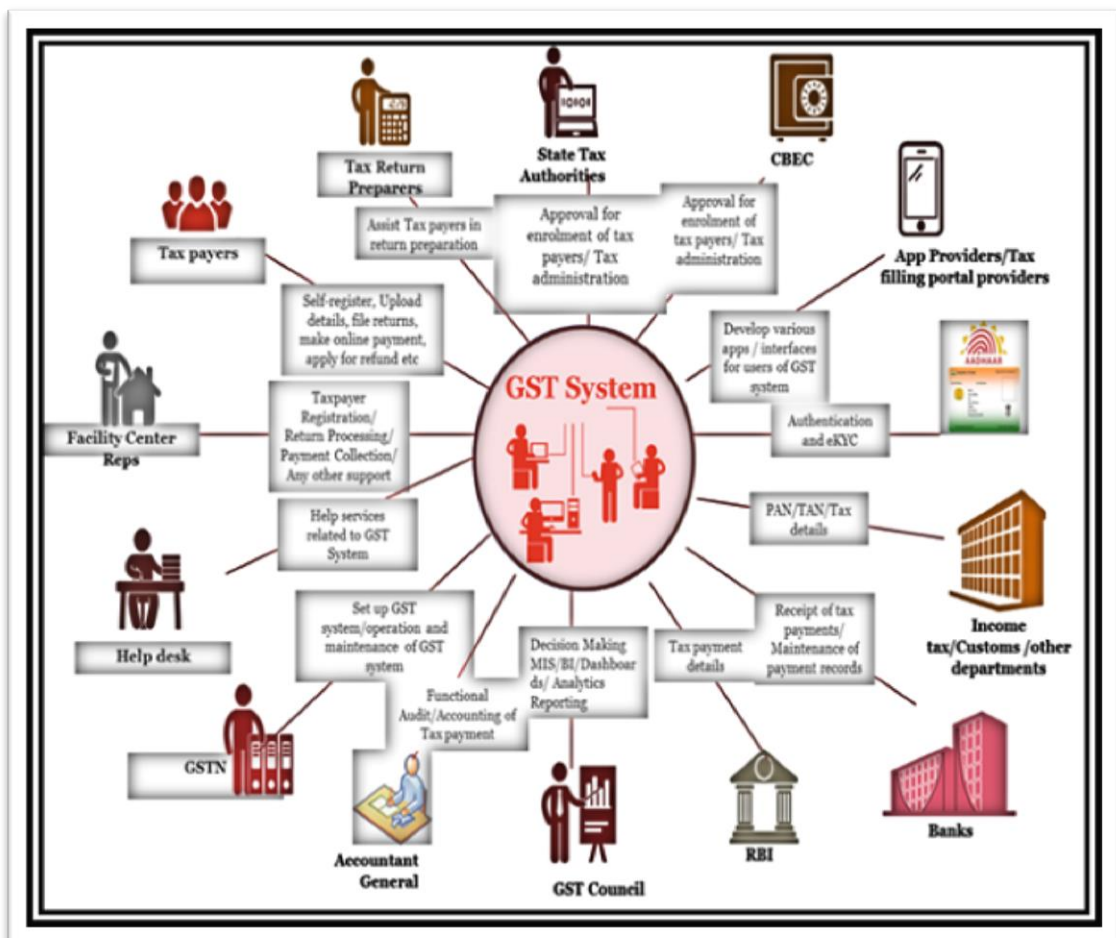 Tax Return
Preparers
State Tax
Authorities
CBEC
Tax payers
Assist Tax payers in
return preparation
Approval for
enrolment of tax
payers/ Tax
administration
Approval for
enrolment of
tax payers/ Tax
administration
App Providers/Tax
filling portal providers
Self-register, Upload
details, file returns,
make online payment,
apply for refund etc
Develop various
apps / interfaces
for users of GST
system
AADHAAR
GST System
Facility Center
Reps
Taxpayer
Registration/
Return Processing/
Payment Collection/
Any other support
Authentication
and eKYC
Help services
related to GST
System
PAN/TAN/Tax
details
Help desk
Set up GST
system/operation and
maintenance of GST
system
Decision Making
MIS/BI/Dashboar
ds/ Analytics
Reporting
Tax payment
details
Receipt of tax
payments/
Maintenance of
payment records
Income
tax/Customs /other
departments
Functional
Audit/Accounting of
Tax payment
GSTN
Accountant
General
GST Council
RBI
Banks